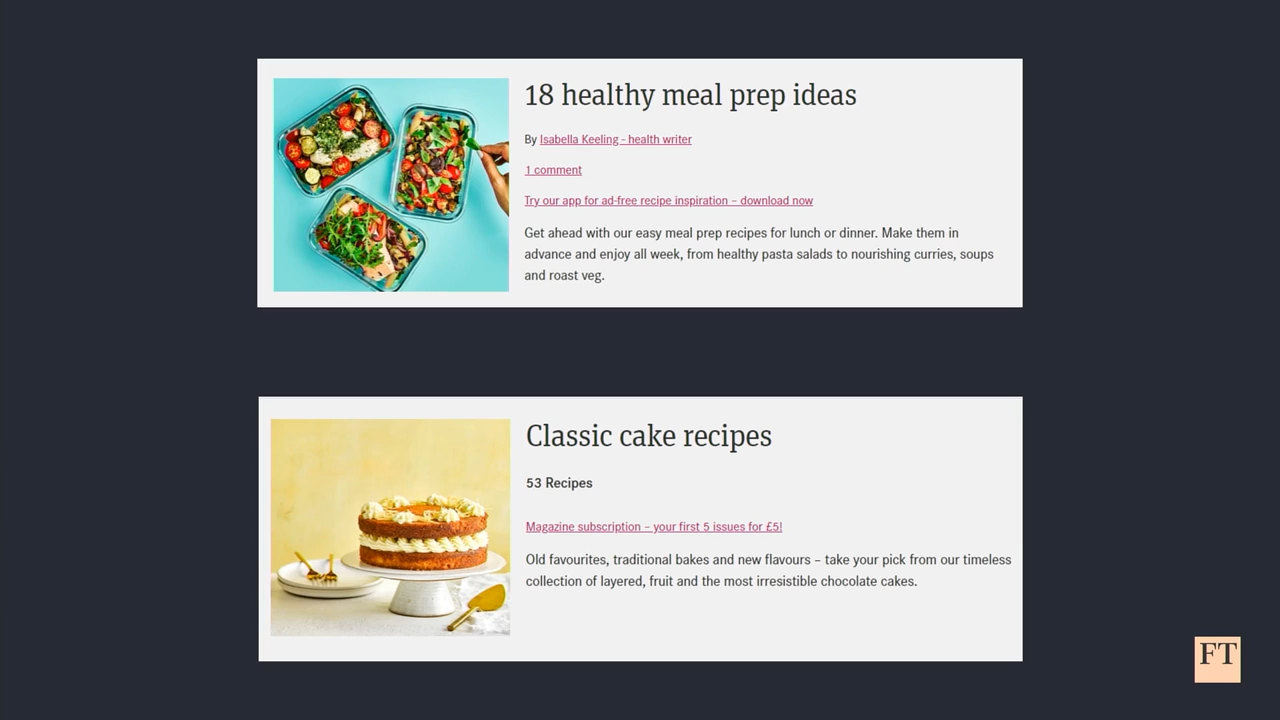 18 healthy meal prep ideas
By Isabella Keeling - health writer
1 comment
Try our app for ad-free recipe inspiration – download now
Get ahead with our easy meal prep recipes for lunch or dinner. Make them in
advance and enjoy all week, from healthy pasta salads to nourishing curries, soups
and roast veg.
Classic cake recipes
53 Recipes
Magazine subscription – your first 5 issues for £5!
Old favourites, traditional bakes and new flavours – take your pick from our timeless
collection of layered, fruit and the most irresistible chocolate cakes.
FT